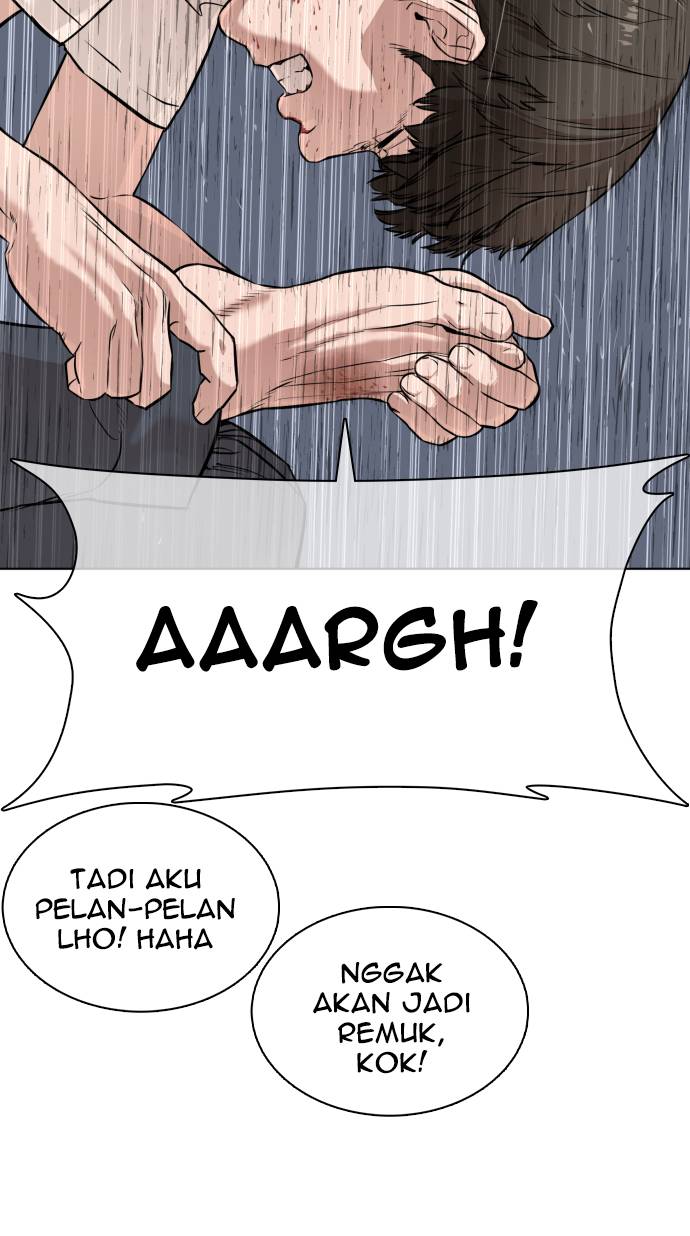 AAARGH!
TADI AKU
PELAN-PELAN
LHO! HAHA
NGGAK
AKAN JADI
REMUK,
KOK!